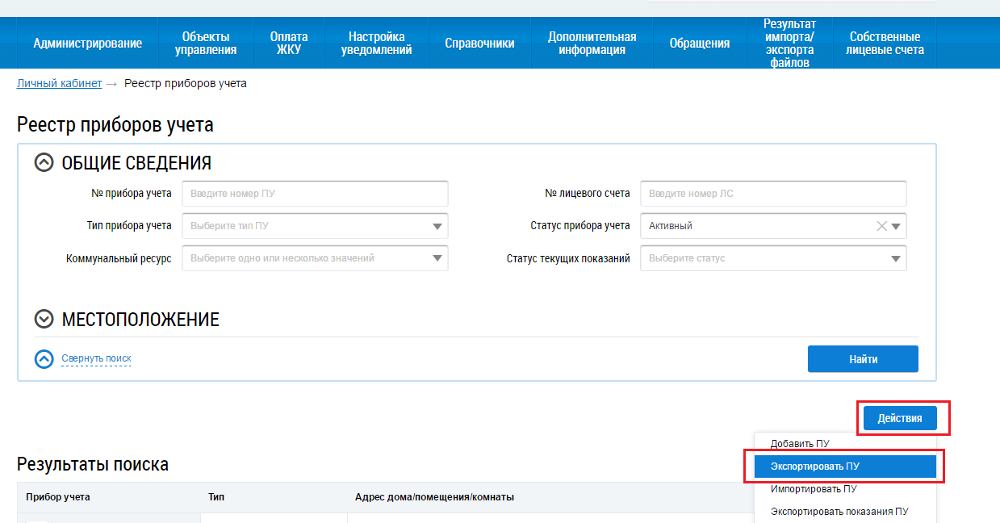 Администрирование
Объекты
управления
Оплата
ЖКУ
Настройка
уведомлений
Справочники
Дополнительная
информация
Обращения
Результат
импорта/
экспорта
файлов
Собственные
лицевые счета
Личный кабинет → Реестр приборов учета
Реестр приборов учета
ОБЩИЕ СВЕДЕНИЯ
№ прибора учета Введите номер ПУ № лицевого счета Введите номер ЛС
Тип прибора учета Выберите тип ПУ Статус прибора учета Активный
Коммунальный ресурс Выберите одно или несколько значений Статус текущих показаний Выберите статус
МЕСТОПОЛОЖЕНИЕ
Свернуть поиск Найти
Действия
Добавить ПУ
Экспортировать ПУ
Импортировать ПУ
Экспортировать показания ПУ
Результаты поиска
Прибор учета Тип Адрес дома/помещения/комнаты